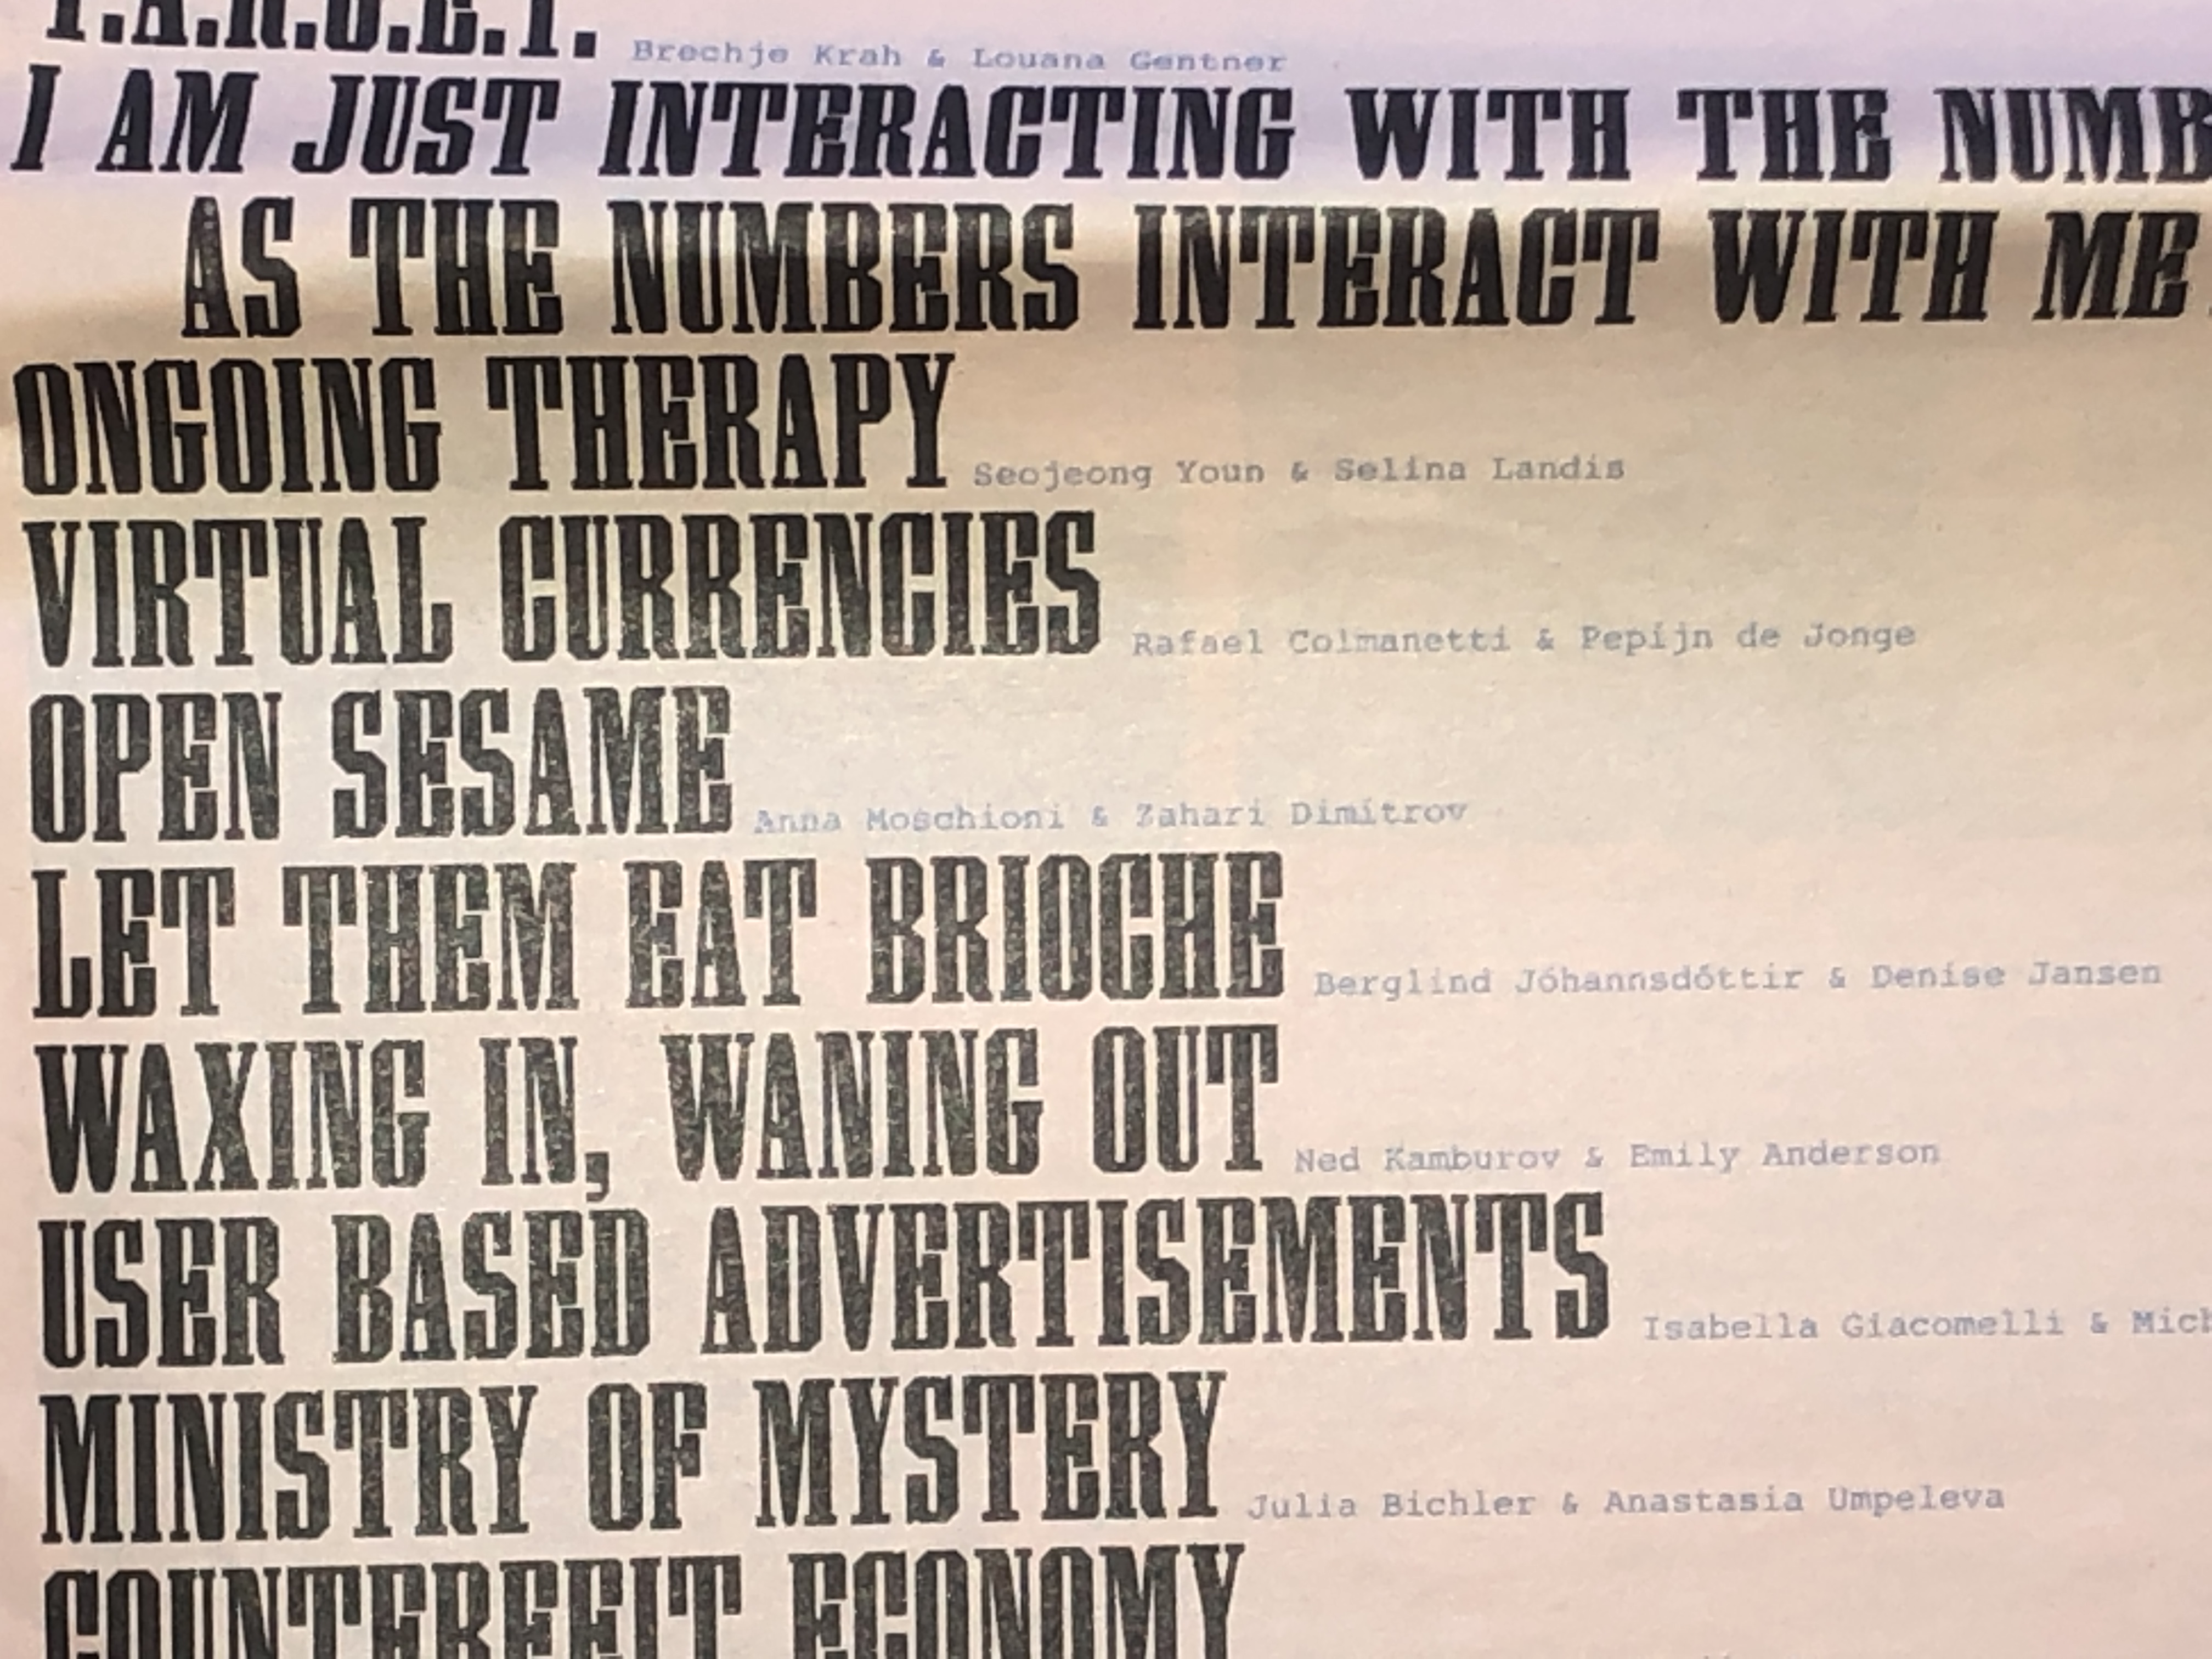 T.A.R.G.E.T. Brechje Krah & Louana Gentner
I AM JUST INTERACTING WITH THE NUMB
AS THE NUMBERS INTERACT WITH ME
ONGOING THERAPY Seojeong Youn & Selina Landis
VIRTUAL CURRENCIES Rafael Colmanetti & Pepijn de Jonge
OPEN SESAME Anna Moschioni & Zahari Dimitrov
LET THEM EAT BRIOCHE Berglind Jóhannsdóttir & Denise Jansen
WAXING IN, WANING OUT Ned Kamburov & Emily Anderson
USER BASED ADVERTISEMENTS Isabella Giacomelli & Mich
MINISTRY OF MYSTERY Julia Bichler & Anastasia Umpeleva
COUNTERFEIT ECONOMY